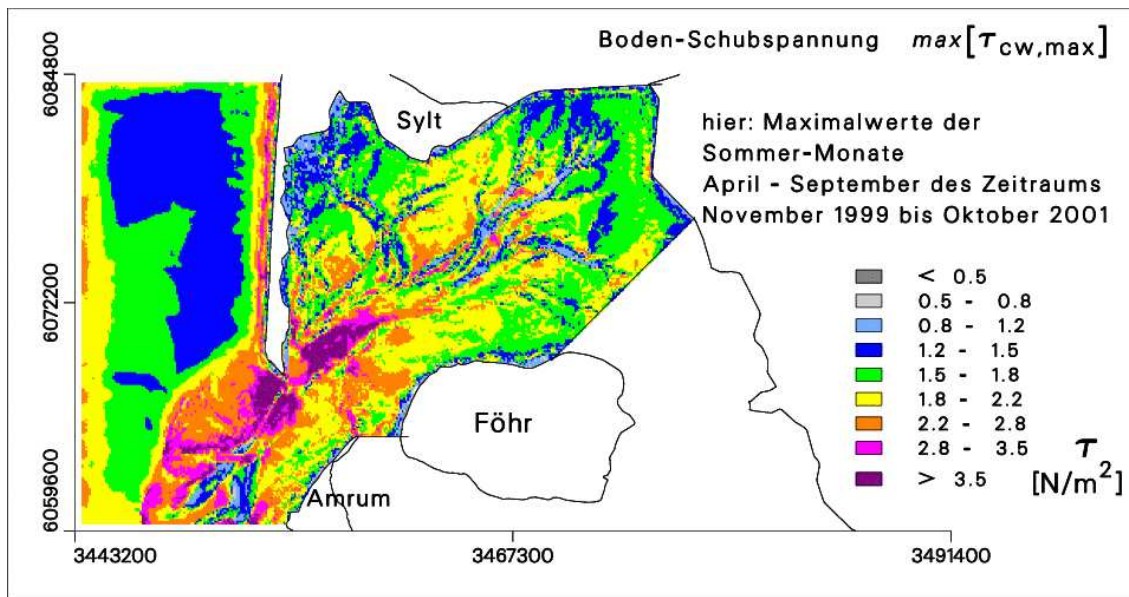 Boden-Schubspannung max[τcw,max]
hier: Maximalwerte der
Sommer-Monate
April - September des Zeitraums
November 1999 bis Oktober 2001
Sylt
Föhr
Amrum
< 0.5
0.5 - 0.8
0.8 - 1.2
1.2 - 1.5
1.5 - 1.8
1.8 - 2.2
2.2 - 2.8
2.8 - 3.5
> 3.5
τ
[N/m²]
6084800
6072200
6059600
3443200
3467300
3491400